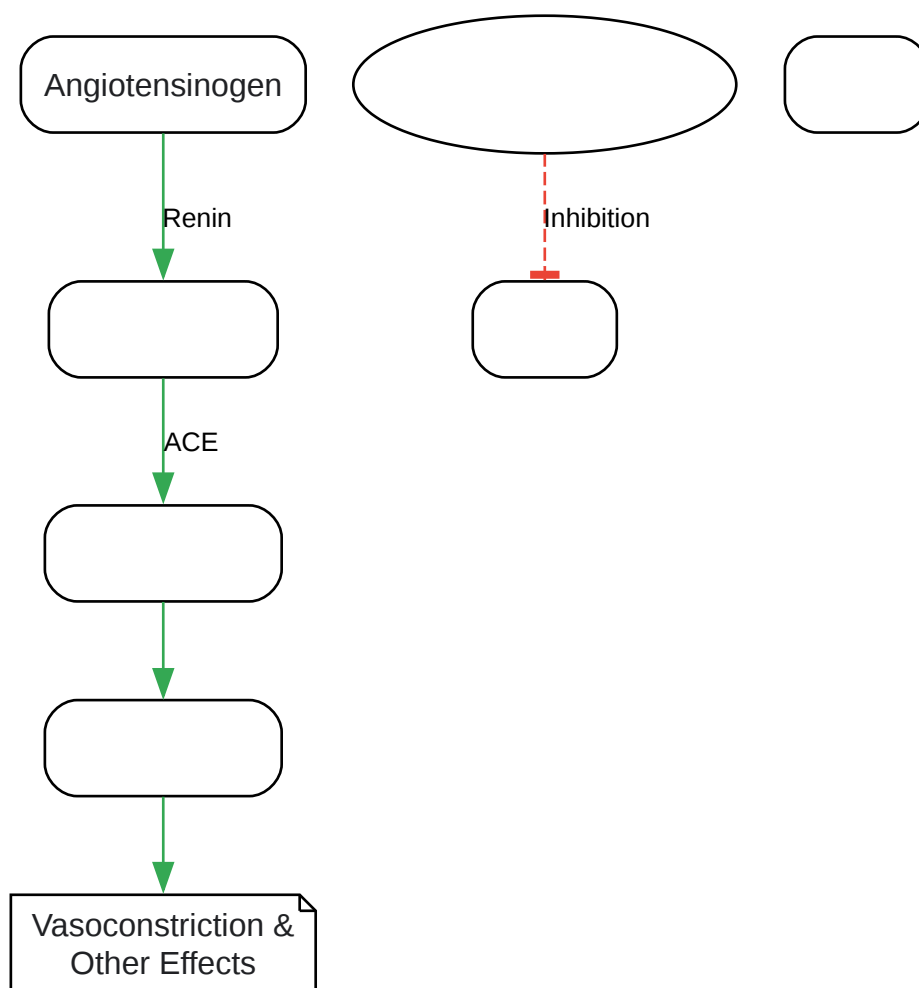 Angiotensinogen
Renin
Inhibition
ACE
Vasoconstriction &
Other Effects